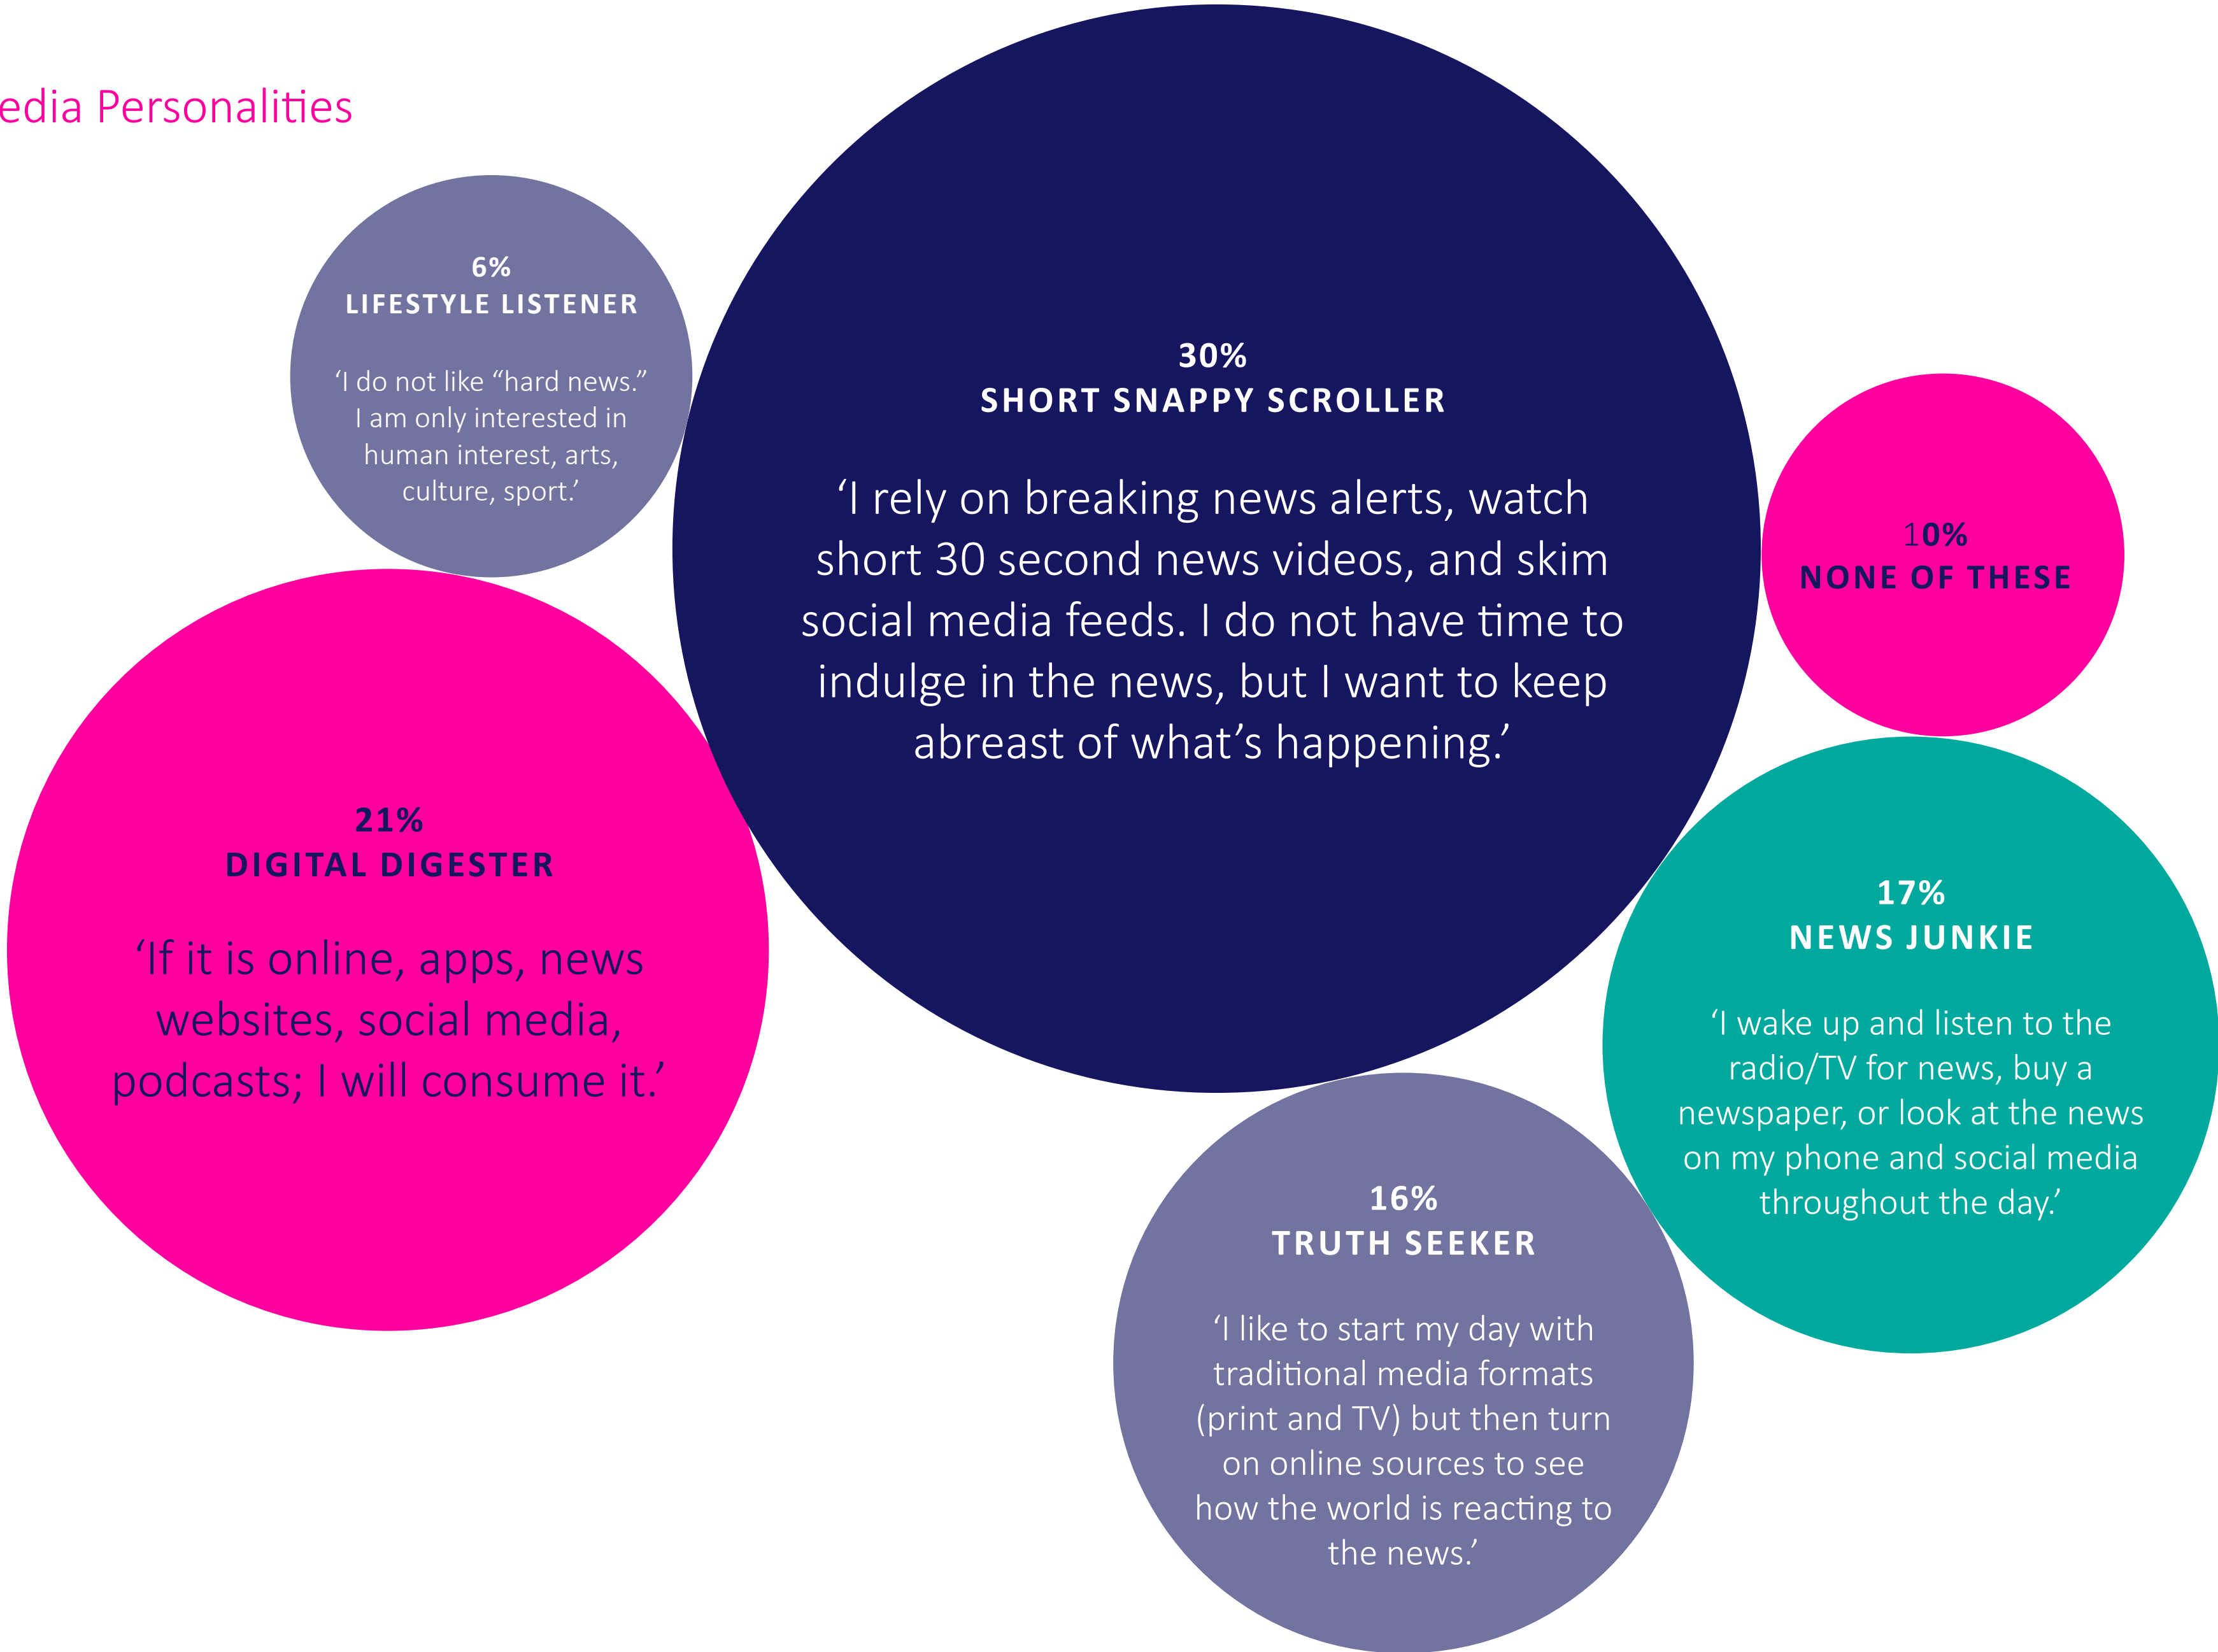 edia Personalities
6%
LIFESTYLE LISTENER
‘I do not like “hard news.”
I am only interested in
human interest, arts,
culture, sport.’
30%
SHORT SNAPPY SCROLLER
‘I rely on breaking news alerts, watch
short 30 second news videos, and skim
social media feeds. I do not have time to
indulge in the news, but I want to keep
abreast of what’s happening.’
10%
NONE OF THESE
21%
DIGITAL DIGESTER
‘If it is online, apps, news
websites, social media,
podcasts; I will consume it.’
17%
NEWS JUNKIE
‘I wake up and listen to the
radio/TV for news, buy a
newspaper, or look at the news
on my phone and social media
throughout the day.’
16%
TRUTH SEEKER
‘I like to start my day with
traditional media formats
(print and TV) but then turn
on online sources to see
how the world is reacting to
the news.’